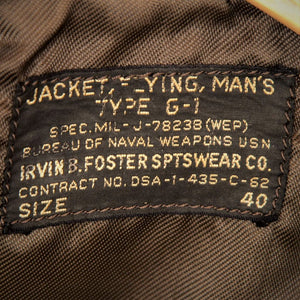 JACKET, FLYING, MAN'S
TYPE G-1
SPEC. MIL-J-78238 (WEP)
BUREAU OF NAVAL WEAPONS USN
IRVIN B. FOSTER SPTSWEAR CO.
CONTRACT NO. DSA-1-435-C-62
SIZE 40